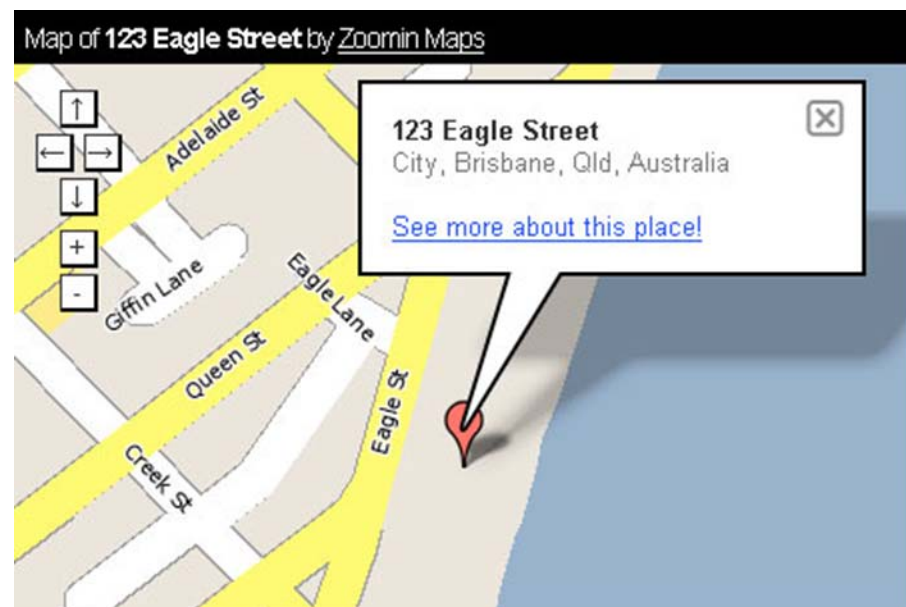 Map of 123 Eagle Street by Zoomin Maps
123 Eagle Street
City, Brisbane, Qld, Australia
See more about this place!
↑
← →
↓
+
-
Adelaide St
Giffin Lane
Eagle Lane
Queen St
Eagle St
Creek St